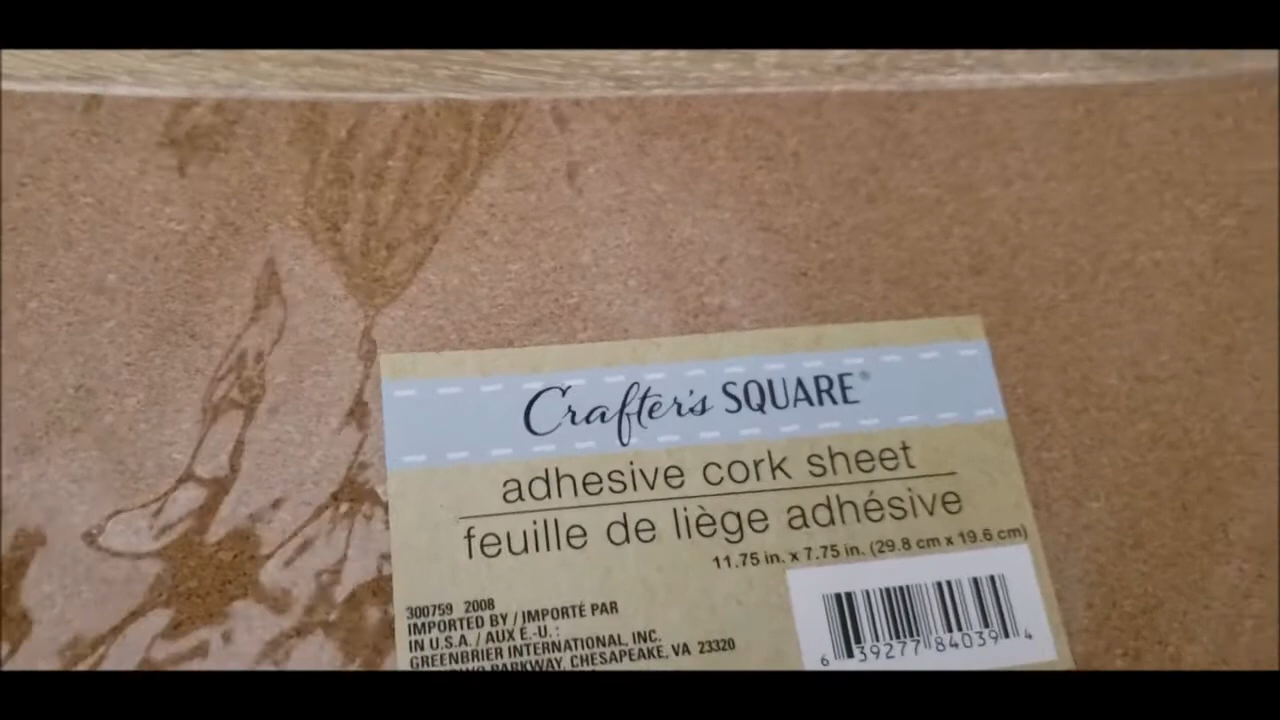 Crafter's SQUARE®
adhesive cork sheet
feuille de liège adhésive
11.75 in. x 7.75 in. (29.8 cm x 19.6 cm)
300759 2008
IMPORTED BY / IMPORTÉ PAR
IN U.S.A. / AUX É.-U. :
GREENBRIER INTERNATIONAL, INC.
PARKWAY, CHESAPEAKE, VA 23320
6 39277 84039 4